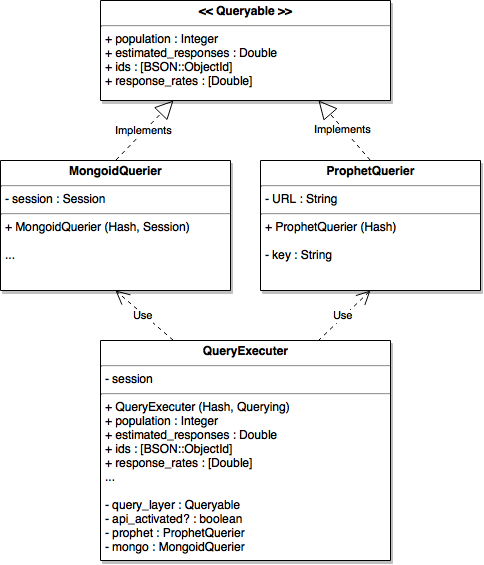 << Queryable >>
+ population : Integer
+ estimated_responses : Double
+ ids : [BSON::ObjectId]
+ response_rates : [Double]
Implements
Implements
MongoidQuerier
- session : Session
+ MongoidQuerier (Hash, Session)
...
ProphetQuerier
- URL : String
+ ProphetQuerier (Hash)
- key : String
Use
Use
QueryExecuter
- session
+ QueryExecuter (Hash, Querying)
+ population : Integer
+ estimated_responses : Double
+ ids : [BSON::ObjectId]
+ response_rates : [Double]
...
- query_layer : Queryable
- api_activated? : boolean
- prophet : ProphetQuerier
- mongo : MongoidQuerier